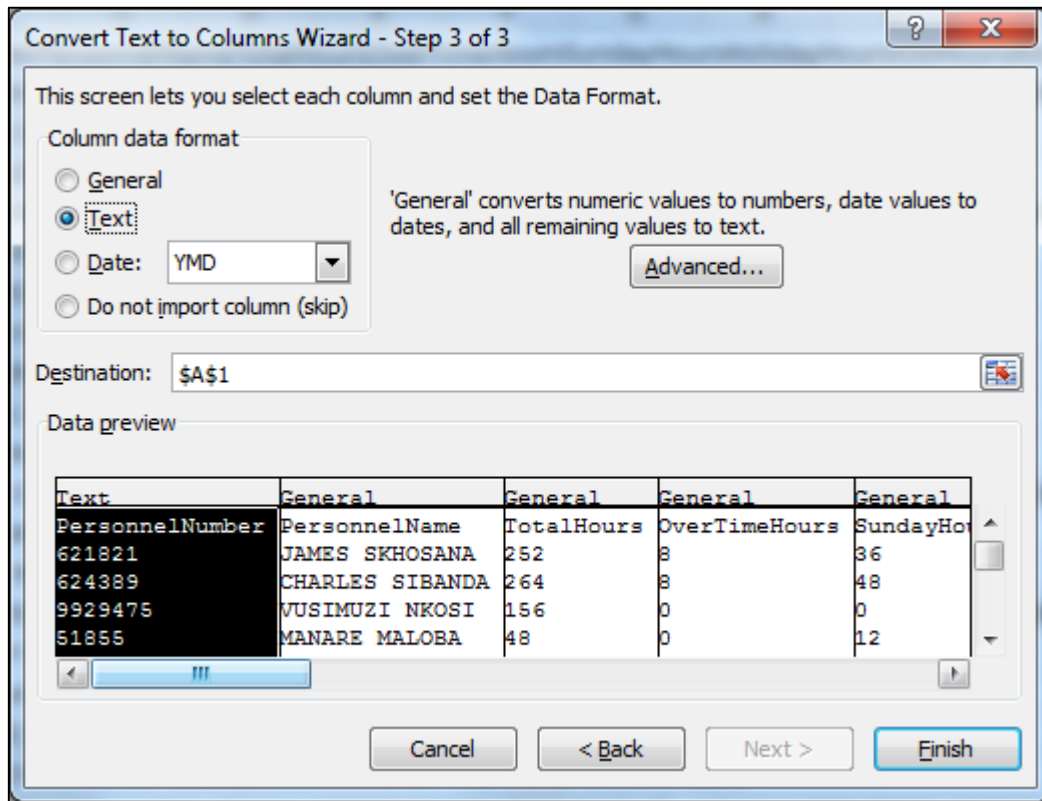 Convert Text to Columns Wizard - Step 3 of 3
This screen lets you select each column and set the Data Format.
Column data format
General
Text
Date: YMD
Do not import column (skip)
'General' converts numeric values to numbers, date values to
dates, and all remaining values to text.
Advanced...
Destination: $A$1
Data preview
Text General General General General
PersonnelNumber PersonnelName TotalHours OverTimeHours SundayHou
621821 JAMES SKHOSANA 252 8 36
624389 CHARLES SIBANDA 264 8 48
9929475 VUSIMUZI NKOSI 156 0 0
51855 MANARE MALOBA 48 0 12
Cancel < Back Next > Finish